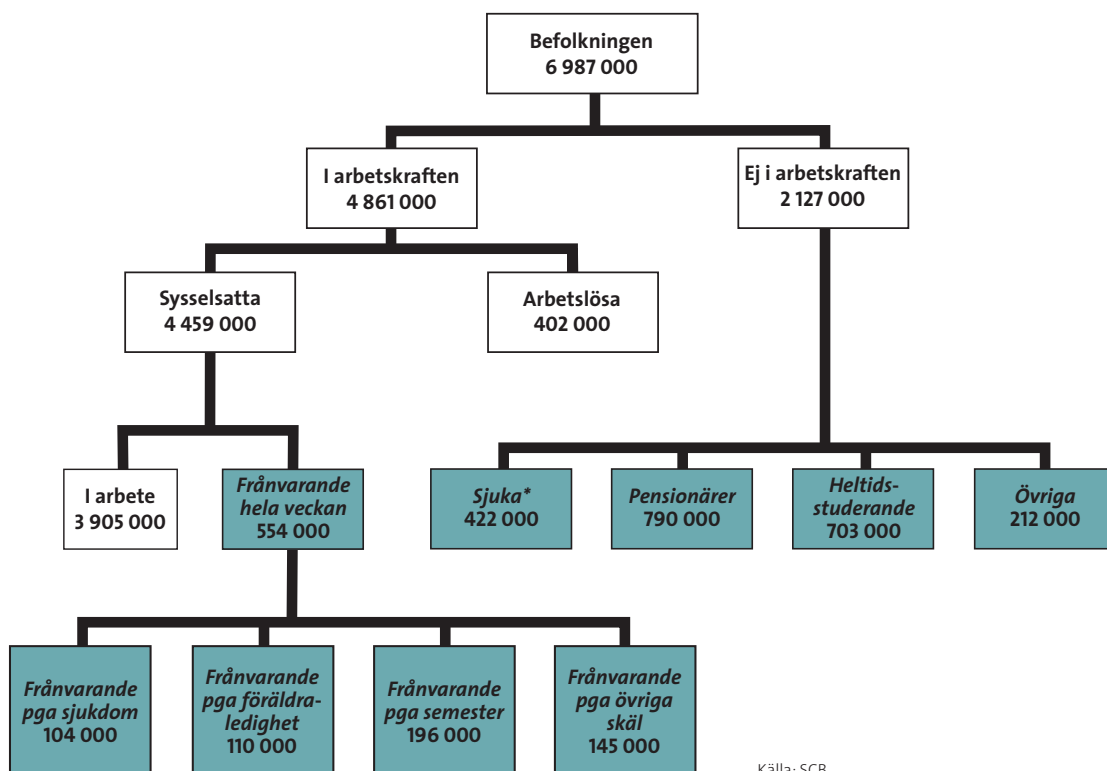 Befolkningen
6 987 000
I arbetskraften
4 861 000
Ej i arbetskraften
2 127 000
Sysselsatta
4 459 000
Arbetslösa
402 000
I arbete
3 905 000
Frånvarande
hela veckan
554 000
Sjuka*
422 000
Pensionärer
790 000
Heltids-
studerande
703 000
Övriga
212 000
Frånvarande
pga sjukdom
104 000
Frånvarande
pga föräldra-
ledighet
110 000
Frånvarande
pga semester
196 000
Frånvarande
pga övriga
skäl
145 000
Källa: SCB